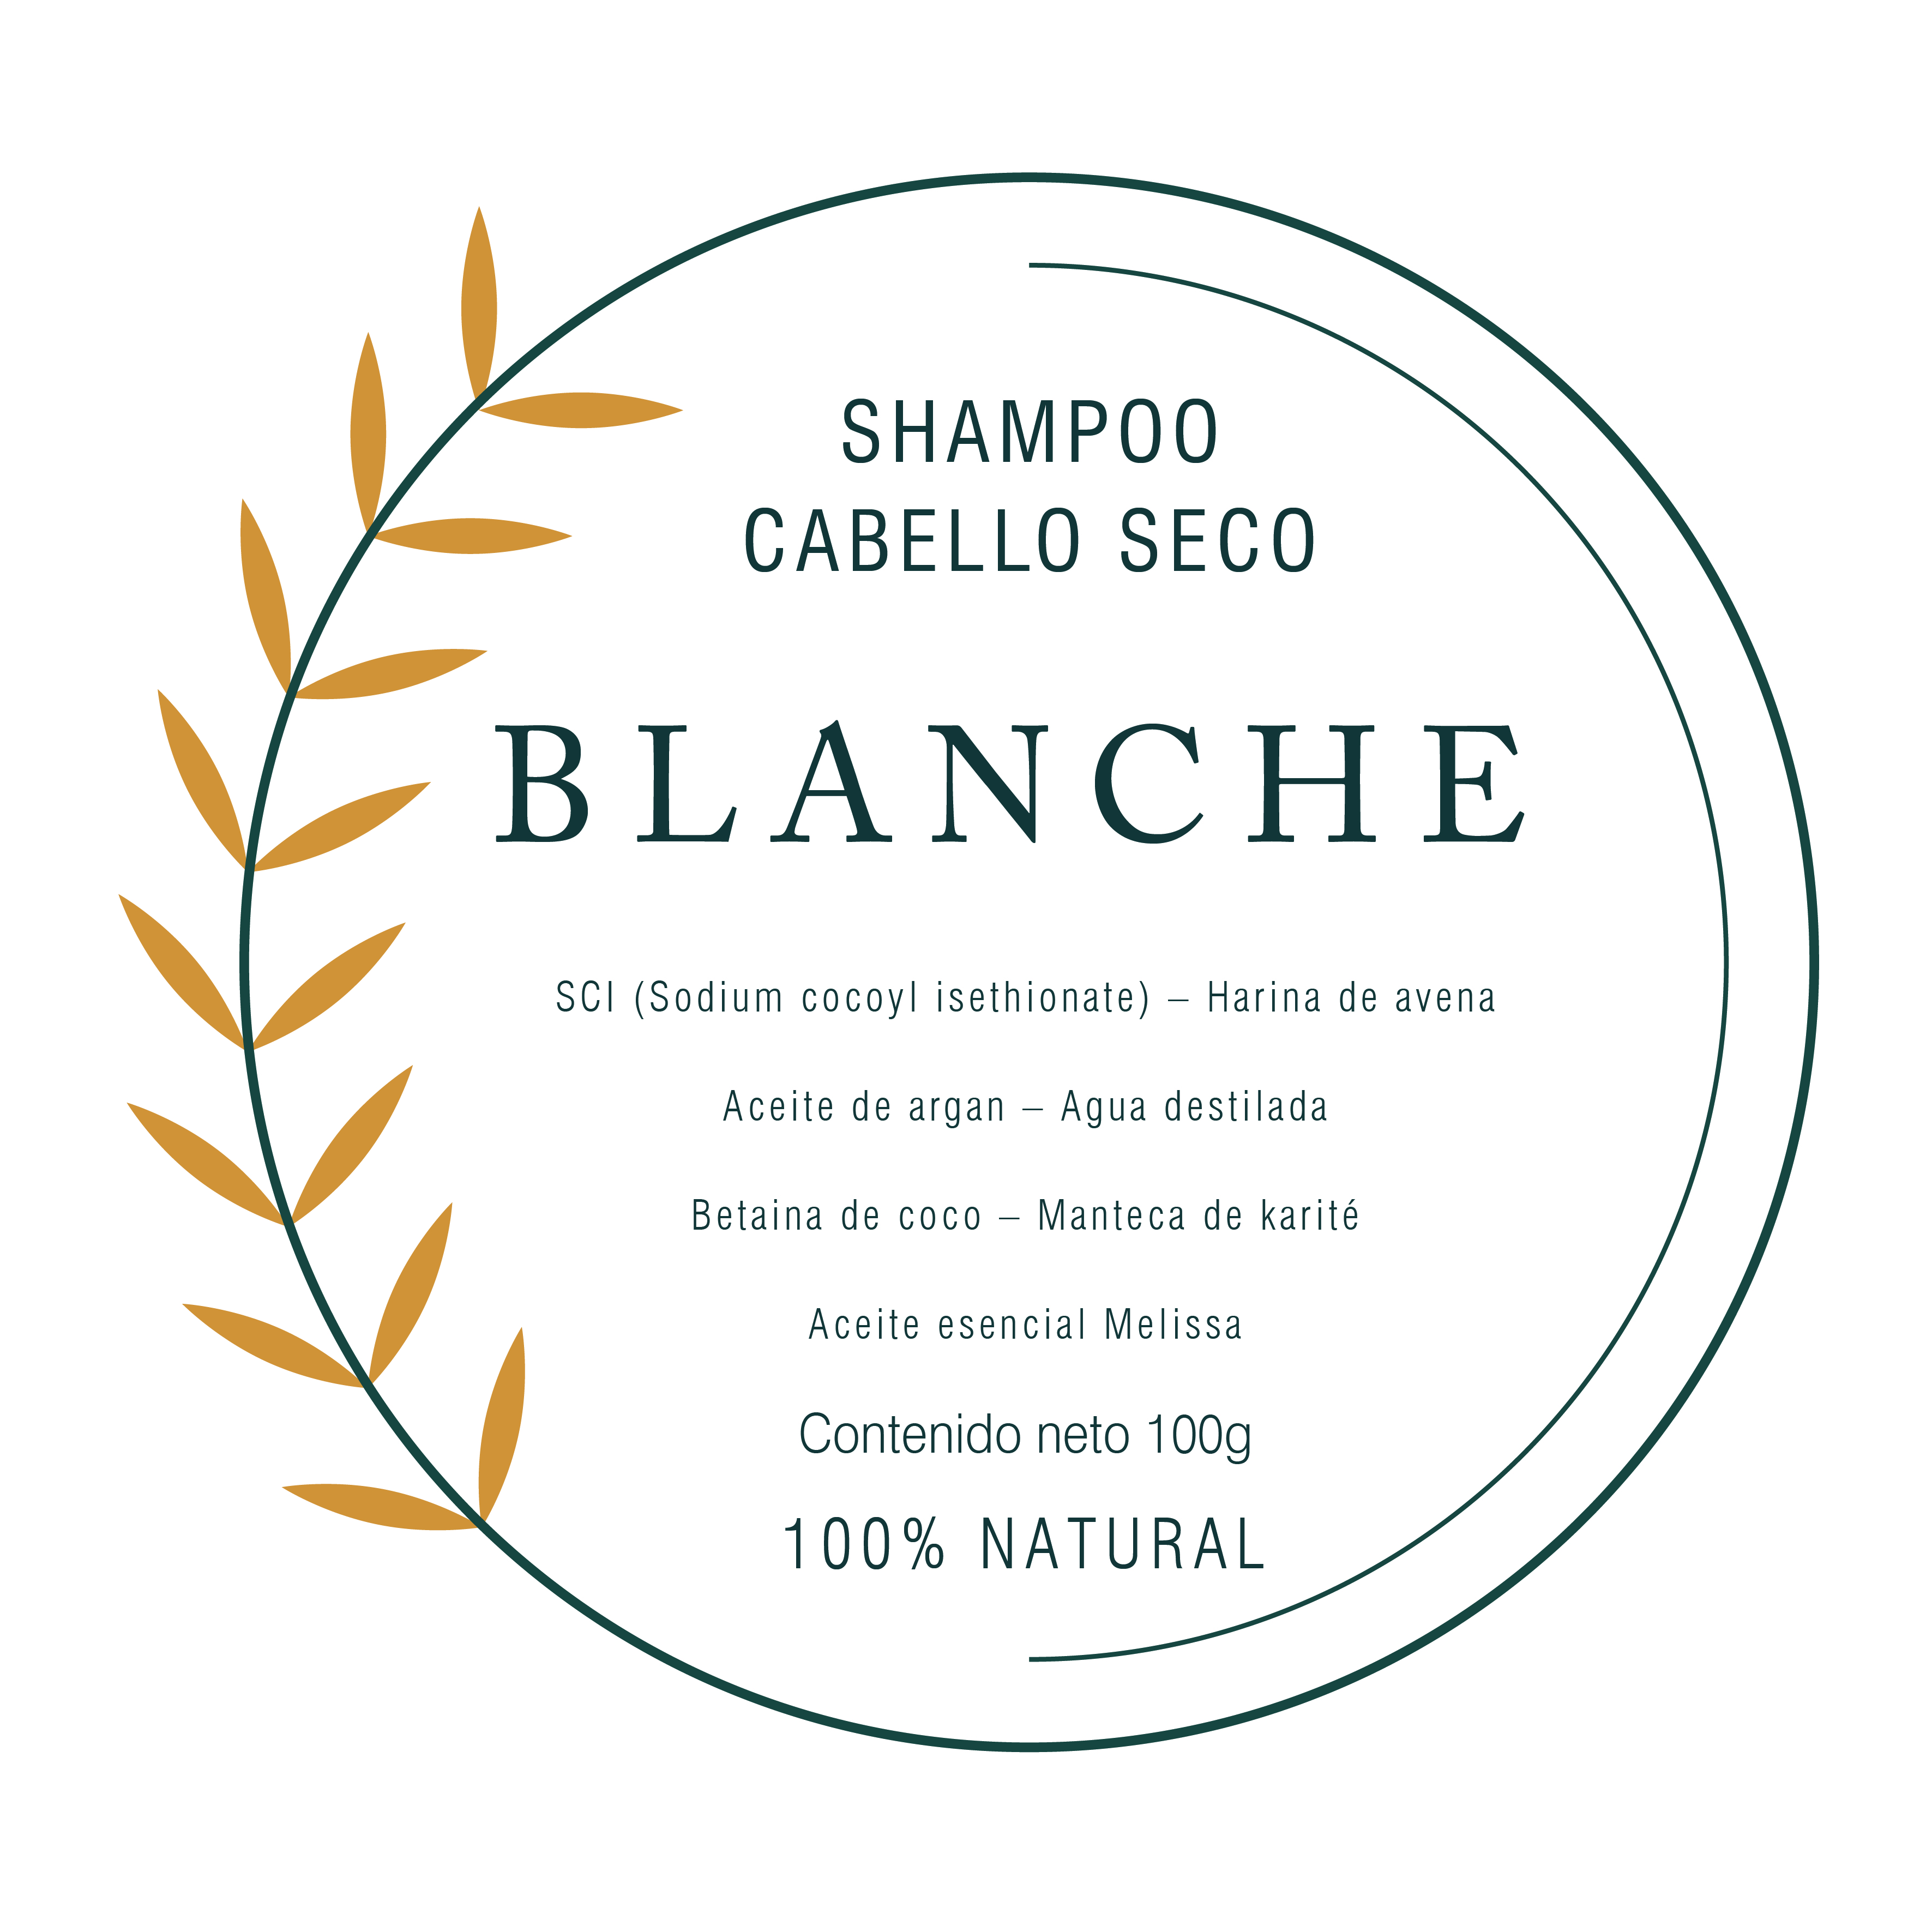 SHAMPOO
CABELLO SECO
BLANCHE
SCI (Sodium cocoyl isethionate) – Harina de avena
Aceite de argan – Agua destilada
Betaina de coco – Manteca de karité
Aceite esencial Melissa
Contenido neto 100g
100% NATURAL